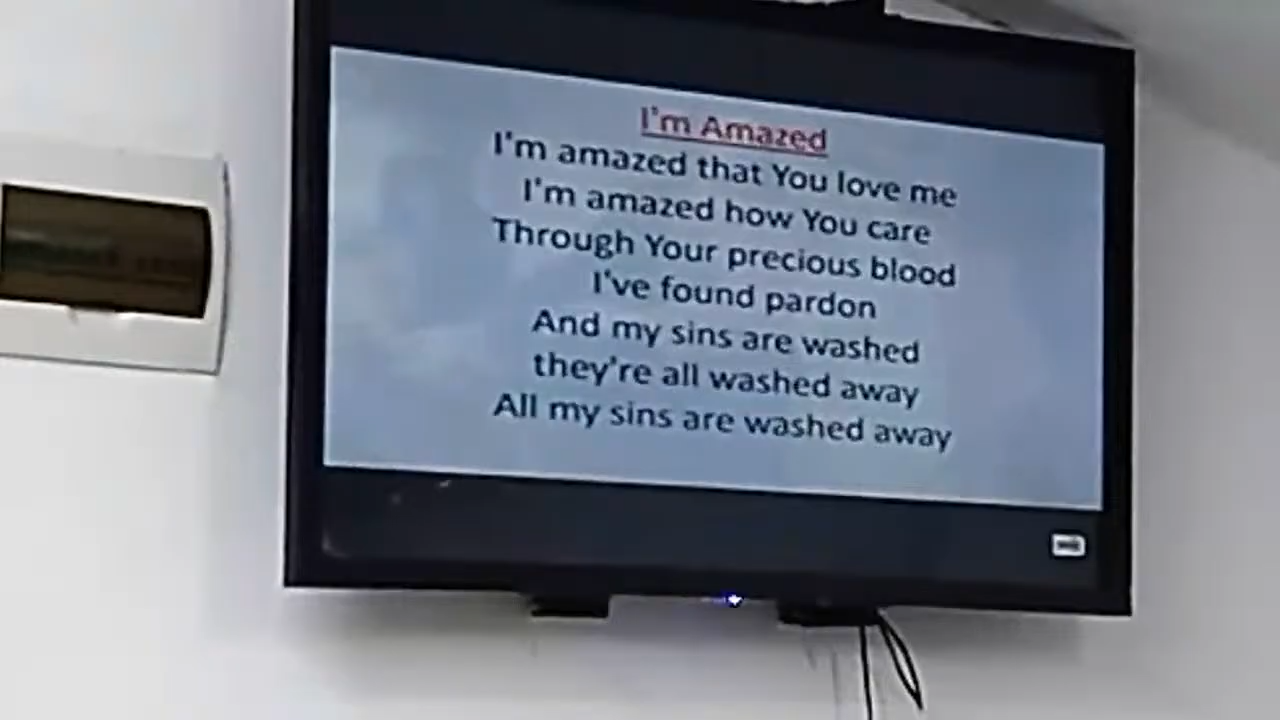 I'm Amazed
I'm amazed that You love me
I'm amazed how You care
Through Your precious blood
I've found pardon
And my sins are washed
they're all washed away
All my sins are washed away